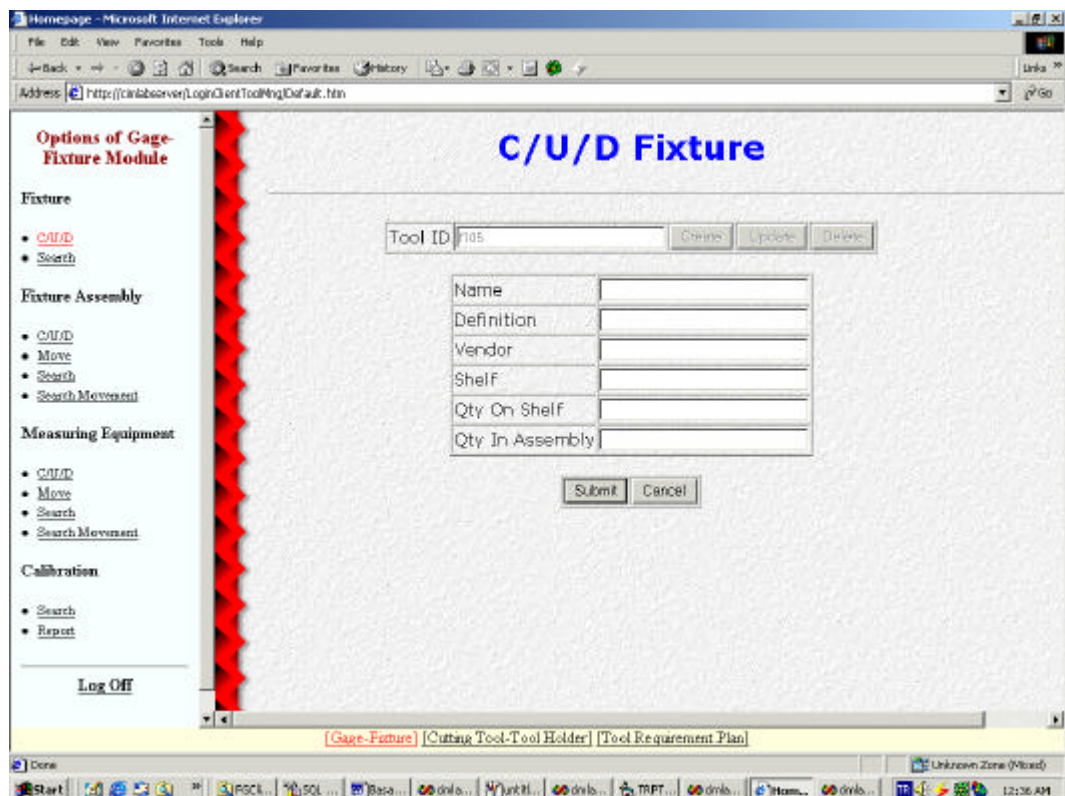 Homepage - Microsoft Internet Explorer
File Edit View Favorites Tools Help
Back Search Favorites History
Links
Address http://cimlabserver/LoginClientToolMng/Default.htm Go
Options of Gage-
Fixture Module
Fixture
C/U/D
Search
Fixture Assembly
C/U/D
Move
Search
Search Movement
Measuring Equipment
C/U/D
Move
Search
Search Movement
Calibration
Search
Report
Log Off
C/U/D Fixture
Tool ID Create Update Delete
Name
Definition
Vendor
Shelf
Qty On Shelf
Qty In Assembly
Submit Cancel
[Gage-Fixture] [Cutting Tool-Tool Holder] [Tool Requirement Plan]
Done
Unknown Zone (Mixed)
Start SQL ... Basa... TRPT... Hom... 12:36 AM